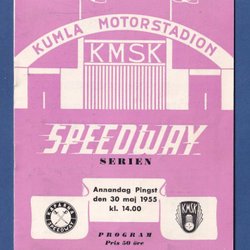 KUMLA MOTORSTADION
KMSK
SPEEDWAY
SERIEN
Annandag Pingst
den 30 maj 1955
kl. 14.00
SPEEDWAY
KMSK
PROGRAM
Pris 50 öre